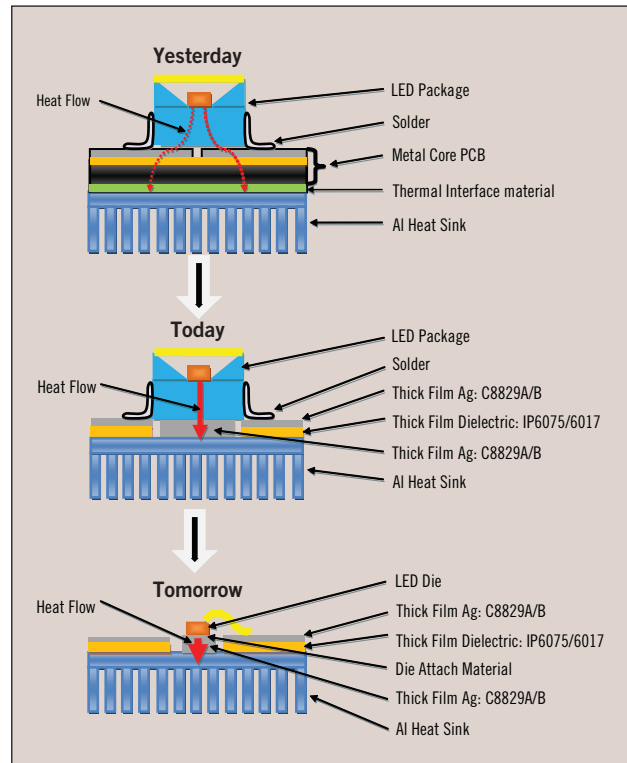 Yesterday
Heat Flow
LED Package
Solder
Metal Core PCB
Thermal Interface material
Al Heat Sink
Today
Heat Flow
LED Package
Solder
Thick Film Ag: C8829A/B
Thick Film Dielectric: IP6075/6017
Thick Film Ag: C8829A/B
Al Heat Sink
Tomorrow
Heat Flow
LED Die
Thick Film Ag: C8829A/B
Thick Film Dielectric: IP6075/6017
Die Attach Material
Thick Film Ag: C8829A/B
Al Heat Sink